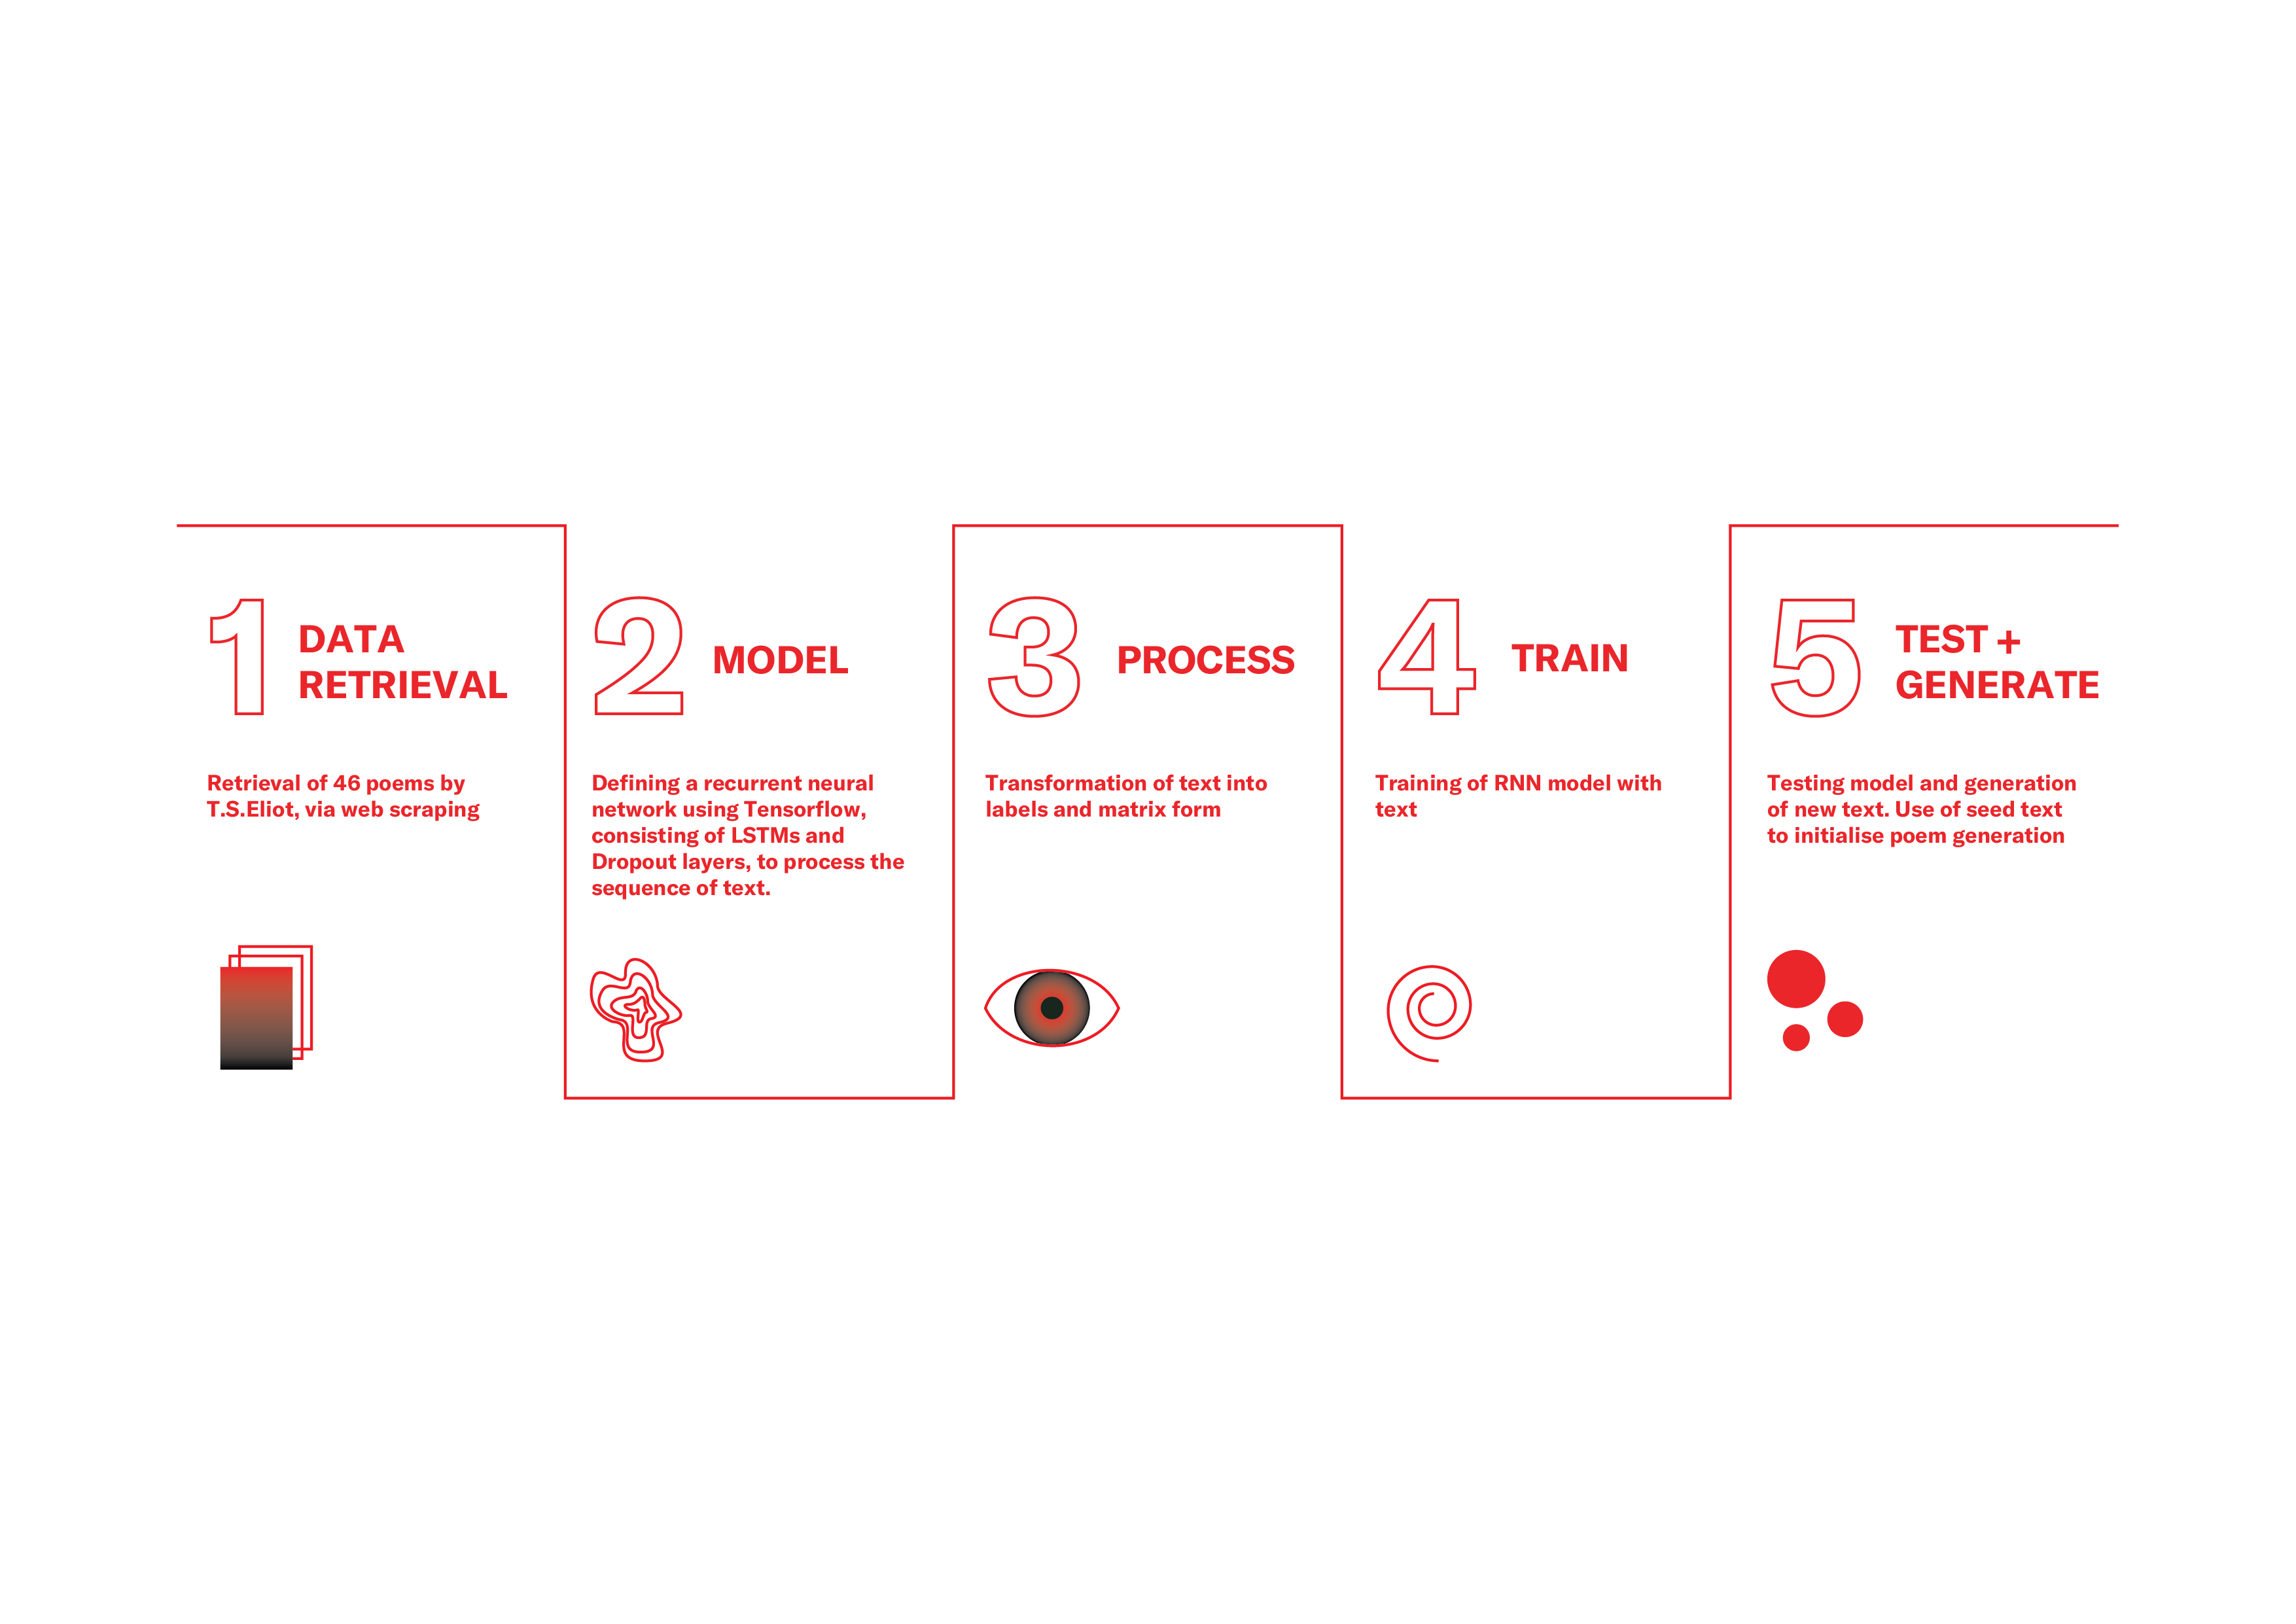 1
DATA
RETRIEVAL
Retrieval of 46 poems by
T.S.Eliot, via web scraping
2
MODEL
Defining a recurrent neural
network using Tensorflow,
consisting of LSTMs and
Dropout layers, to process the
sequence of text.
3
PROCESS
Transformation of text into
labels and matrix form
4
TRAIN
Training of RNN model with
text
5
TEST +
GENERATE
Testing model and generation
of new text. Use of seed text
to initialise poem generation